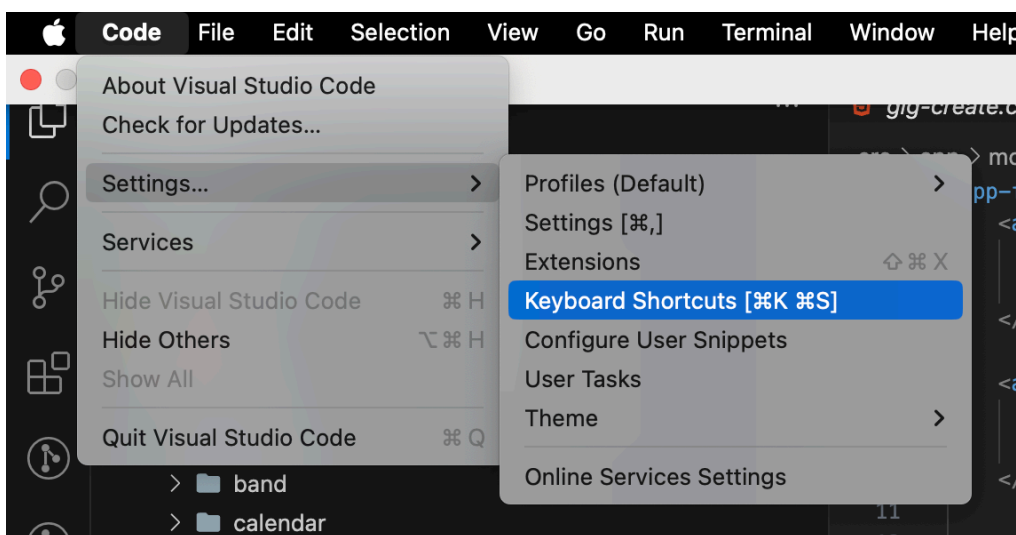 Code File Edit Selection View Go Run Terminal Window Help
About Visual Studio Code
Check for Updates...
Settings...
Services
Hide Visual Studio Code ⌘ H
Hide Others ⌥ ⌘ H
Show All
Quit Visual Studio Code ⌘ Q
Profiles (Default)
Settings [⌘,]
Extensions ⇧ ⌘ X
Keyboard Shortcuts [⌘K ⌘S]
Configure User Snippets
User Tasks
Theme
Online Services Settings
gig-create.c
band
calendar
11